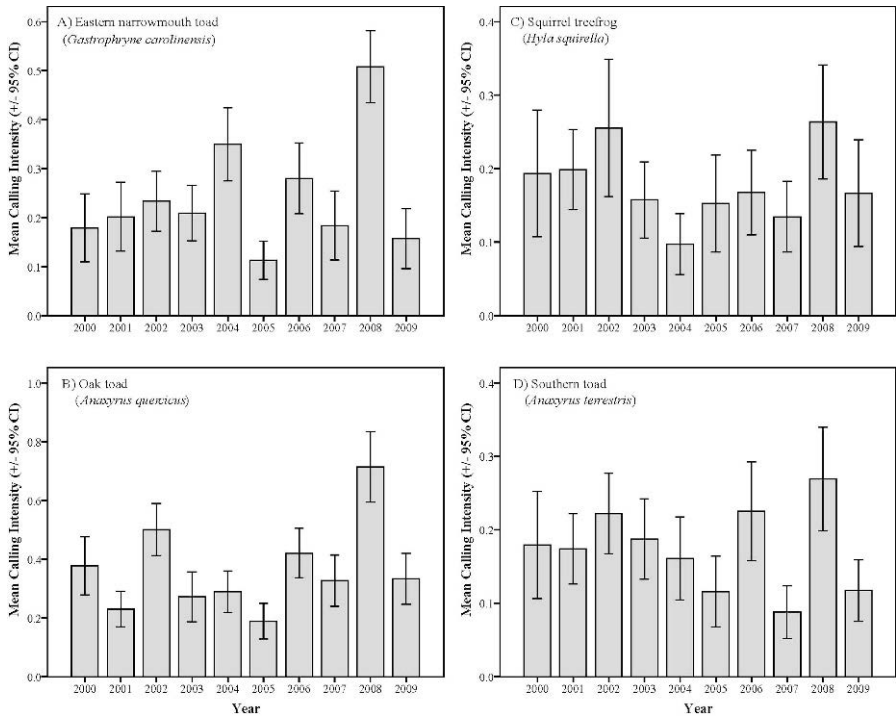 A) Eastern narrowmouth toad
(Gastrophryne carolinensis)
Mean Calling Intensity (+/- 95% CI)
0.6
0.5
0.4
0.3
0.2
0.1
0.0
2000 2001 2002 2003 2004 2005 2006 2007 2008 2009
C) Squirrel treefrog
(Hyla squirella)
Mean Calling Intensity (+/- 95% CI)
0.4
0.3
0.2
0.1
0.0
2000 2001 2002 2003 2004 2005 2006 2007 2008 2009
B) Oak toad
(Anaxyrus quercicus)
Mean Calling Intensity (+/- 95% CI)
1.0
0.8
0.6
0.4
0.2
0.0
2000 2001 2002 2003 2004 2005 2006 2007 2008 2009
Year
D) Southern toad
(Anaxyrus terrestris)
Mean Calling Intensity (+/- 95% CI)
0.4
0.3
0.2
0.1
0.0
2000 2001 2002 2003 2004 2005 2006 2007 2008 2009
Year